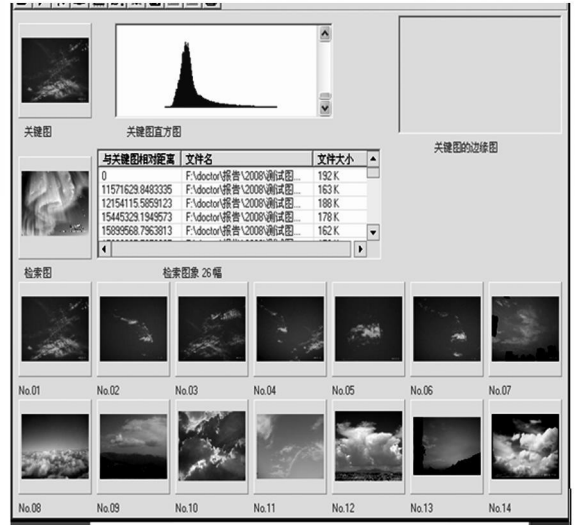 关键图
关键图直方图
关键图的边缘图
与关键图相对距离 文件名 文件大小
0 F:\doctor\报告\2008\测试图... 192 K
11571629.8483335 F:\doctor\报告\2008\测试图... 163 K
12154115.5859123 F:\doctor\报告\2008\测试图... 188 K
15445329.1949573 F:\doctor\报告\2008\测试图... 178 K
15899568.7963813 F:\doctor\报告\2008\测试图... 162 K
检索图
检索图象 26 幅
No.01 No.02 No.03 No.04 No.05 No.06 No.07
No.08 No.09 No.10 No.11 No.12 No.13 No.14